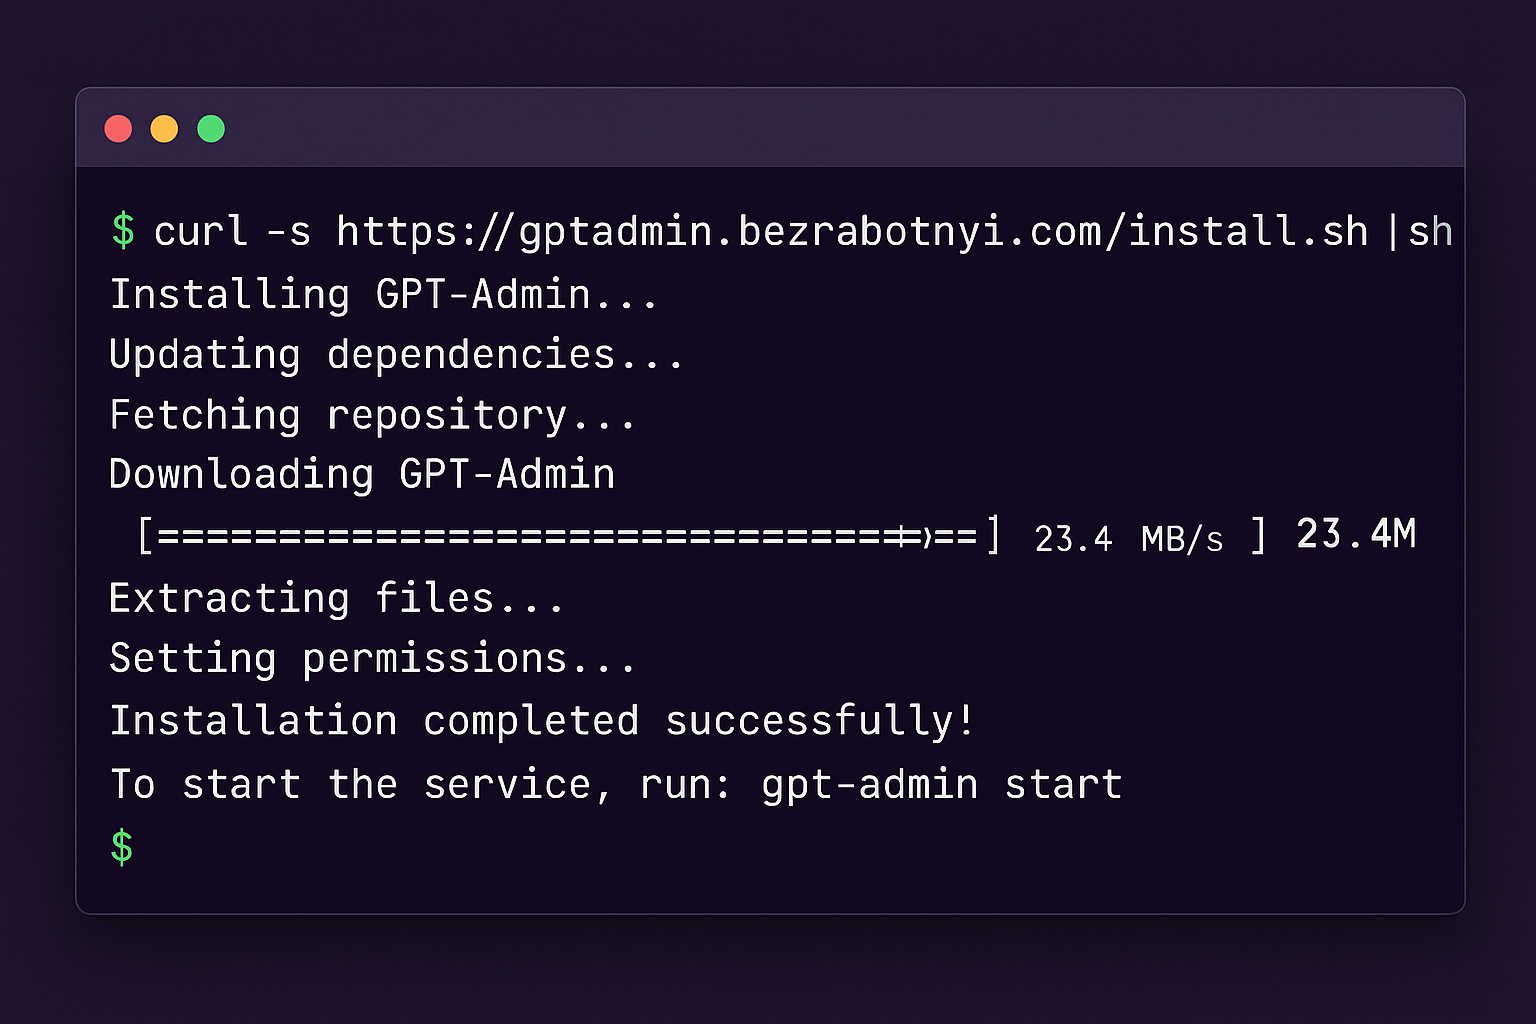 $ curl -s https://gptadmin.bezrabotnyi.com/install.sh |sh
Installing GPT-Admin...
Updating dependencies...
Fetching repository...
Downloading GPT-Admin
[================================+>==] 23.4 MB/s ] 23.4M
Extracting files...
Setting permissions...
Installation completed successfully!
To start the service, run: gpt-admin start
$